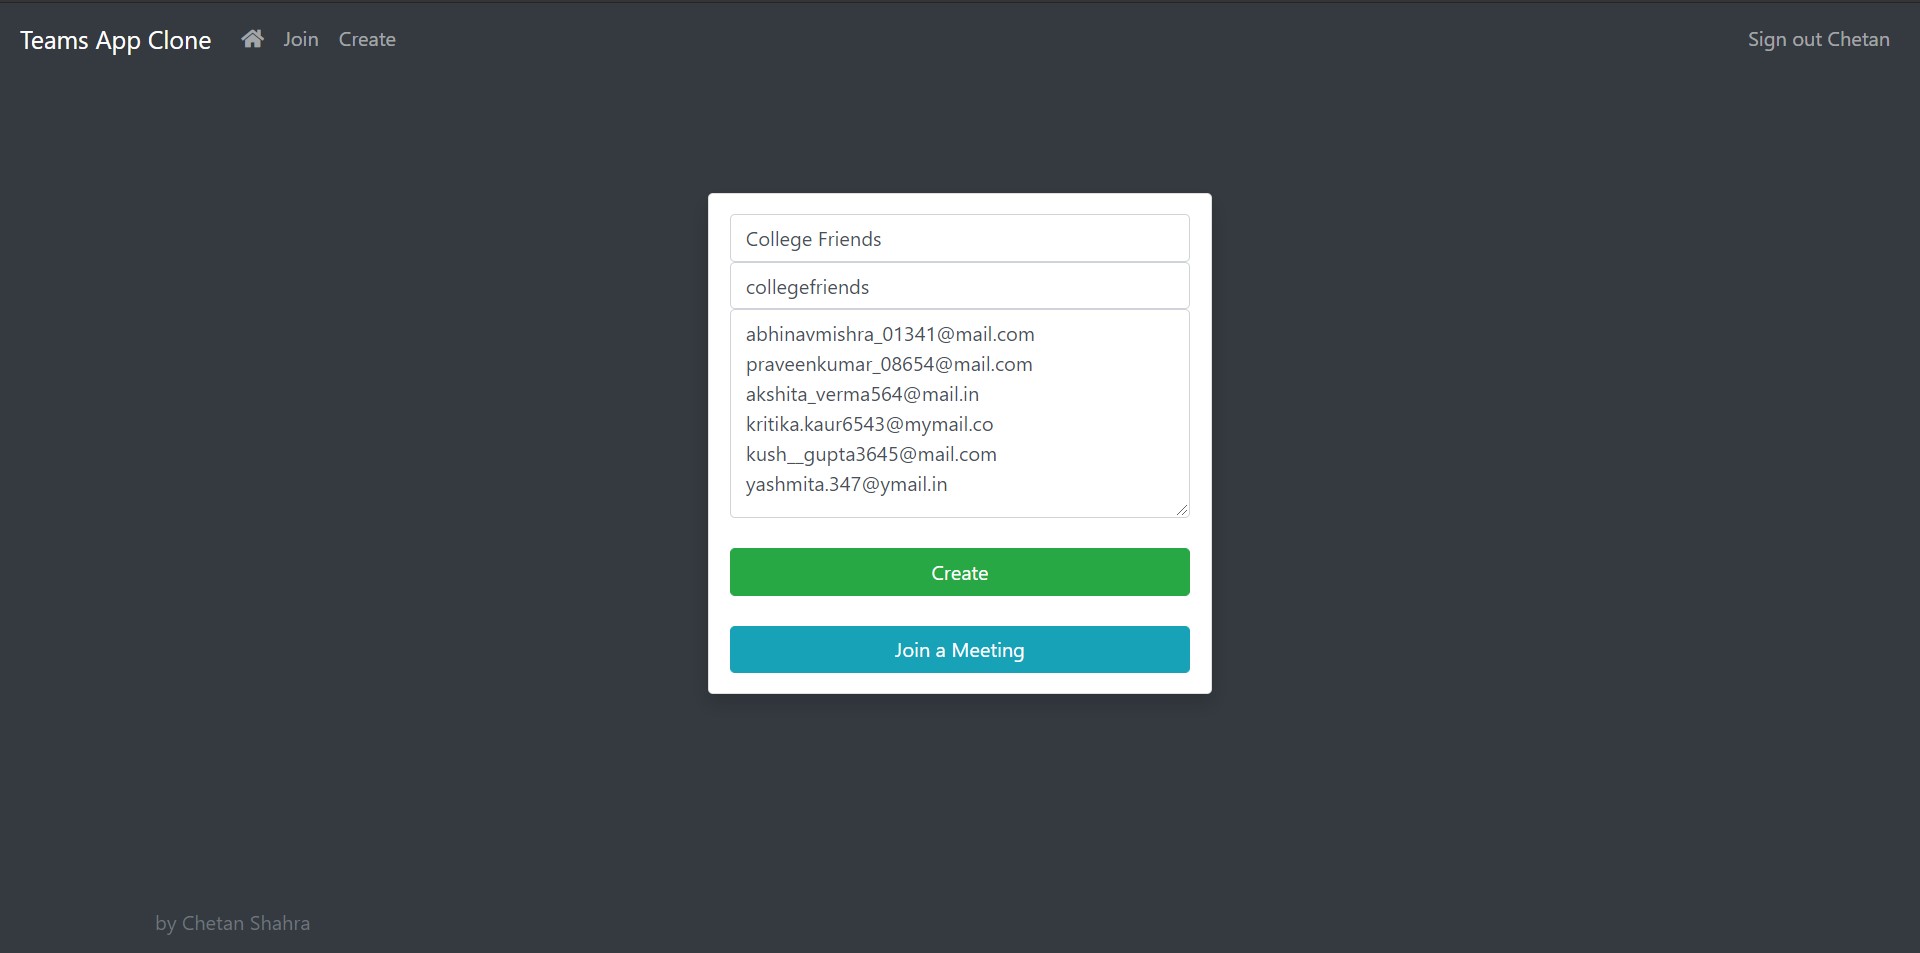 Teams App Clone Join Create Sign out Chetan
College Friends
collegefriends
abhinavmishra_01341@mail.com
praveenkumar_08654@mail.com
akshita_verma564@mail.in
kritika.kaur6543@mymail.co
kush__gupta3645@mail.com
yashmita.347@ymail.in
Create
Join a Meeting
by Chetan Shahra